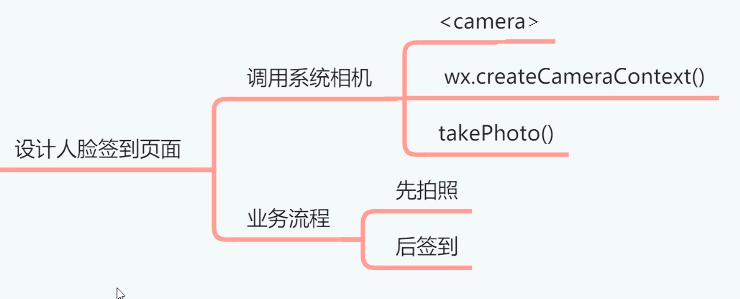 设计人脸签到页面
调用系统相机
<camera>
wx.createCameraContext()
takePhoto()
业务流程
先拍照
后签到